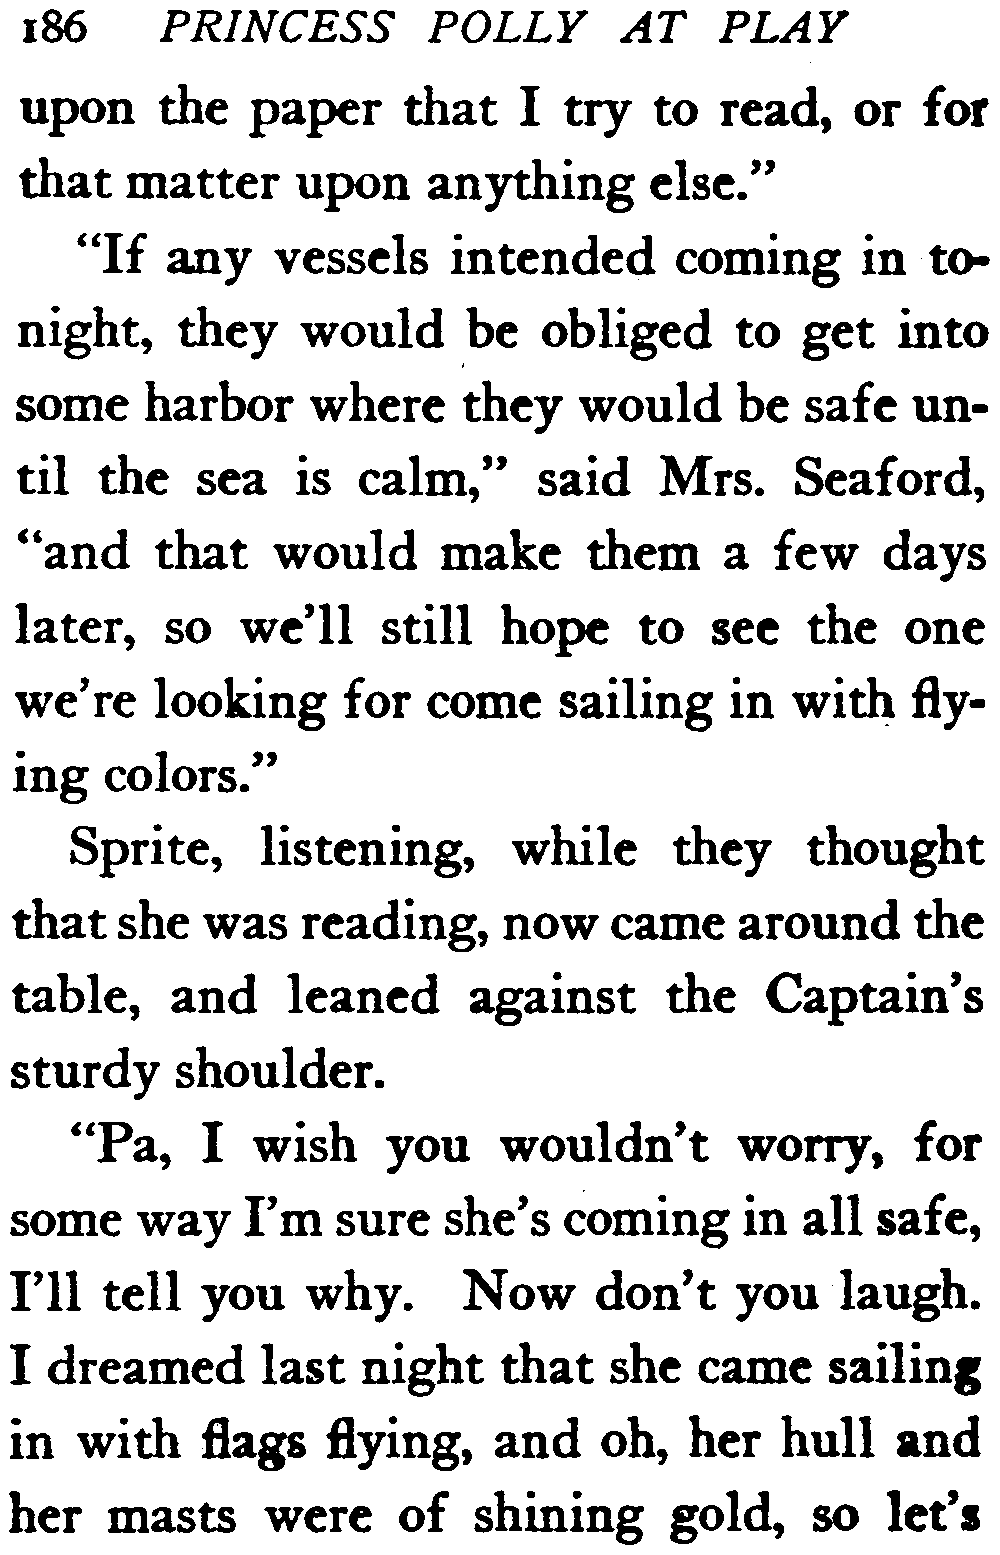 186 PRINCESS POLLY AT PLAY
upon the paper that I try to read, or for
that matter upon anything else."
"If any vessels intended coming in to-
night, they would be obliged to get into
some harbor where they would be safe un-
til the sea is calm," said Mrs. Seaford,
"and that would make them a few days
later, so we'll still hope to see the one
we're looking for come sailing in with fly-
ing colors."
Sprite, listening, while they thought
that she was reading, now came around the
table, and leaned against the Captain's
sturdy shoulder.
"Pa, I wish you wouldn't worry, for
some way I'm sure she's coming in all safe,
I'll tell you why. Now don't you laugh.
I dreamed last night that she came sailing
in with flags flying, and oh, her hull and
her masts were of shining gold, so let's